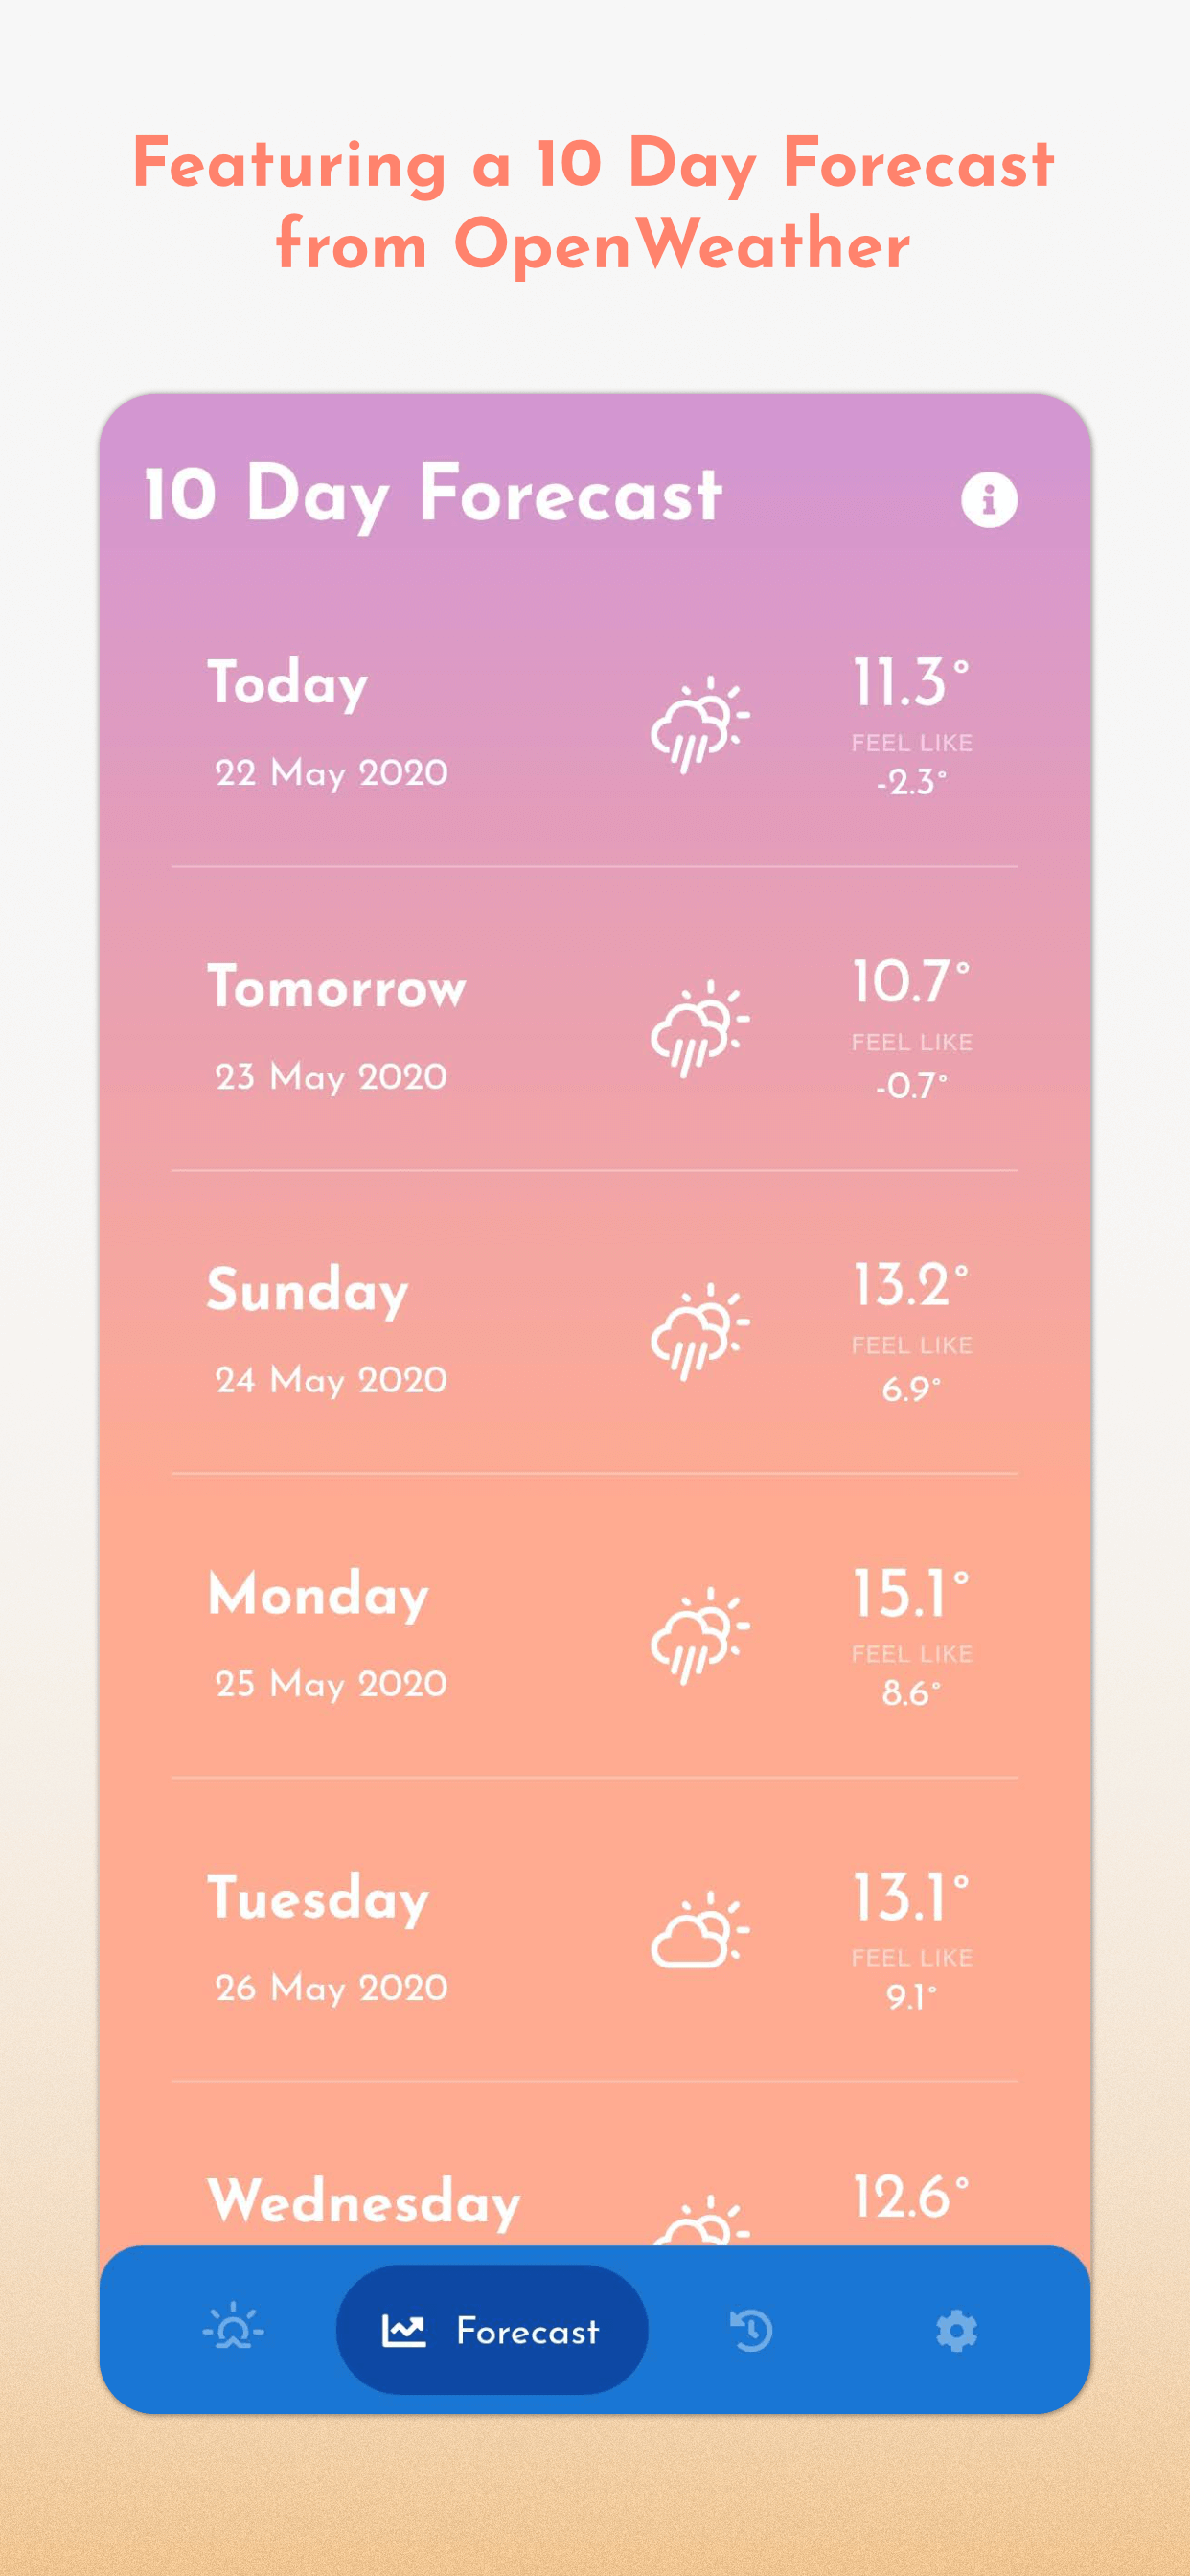 Featuring a 10 Day Forecast
from OpenWeather
10 Day Forecast
Today
22 May 2020
11.3°
FEEL LIKE
-2.3°
Tomorrow
23 May 2020
10.7°
FEEL LIKE
-0.7°
Sunday
24 May 2020
13.2°
FEEL LIKE
6.9°
Monday
25 May 2020
15.1°
FEEL LIKE
8.6°
Tuesday
26 May 2020
13.1°
FEEL LIKE
9.1°
Wednesday
12.6°
Forecast